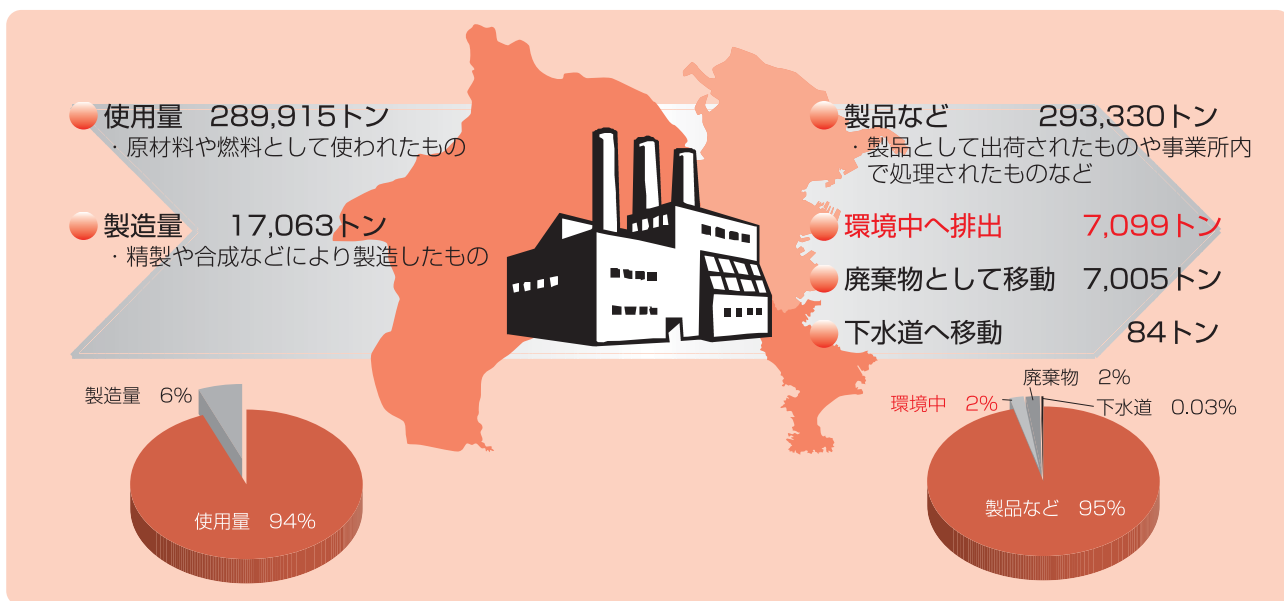 使用量 289,915トン
・原材料や燃料として使われたもの
製造量 17,063トン
・精製や合成などにより製造したもの
製品など 293,330トン
・製品として出荷されたものや事業所内
で処理されたものなど
環境中へ排出 7,099トン
廃棄物として移動 7,005トン
下水道へ移動 84トン
製造量 6%
使用量 94%
廃棄物 2%
環境中 2%
下水道 0.03%
製品など 95%